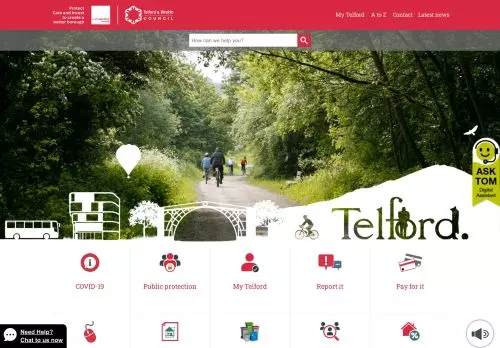 Protect
Care and Invest
to create a
better borough
Telford & Wrekin
COUNCIL
My Telford
A to Z
Contact
Latest news
How can we help you?
ASK
TOM
Digital
Assistant
Telford.
COVID-19
Public protection
My Telford
Report it
Pay for it
Need Help?
Chat to us now